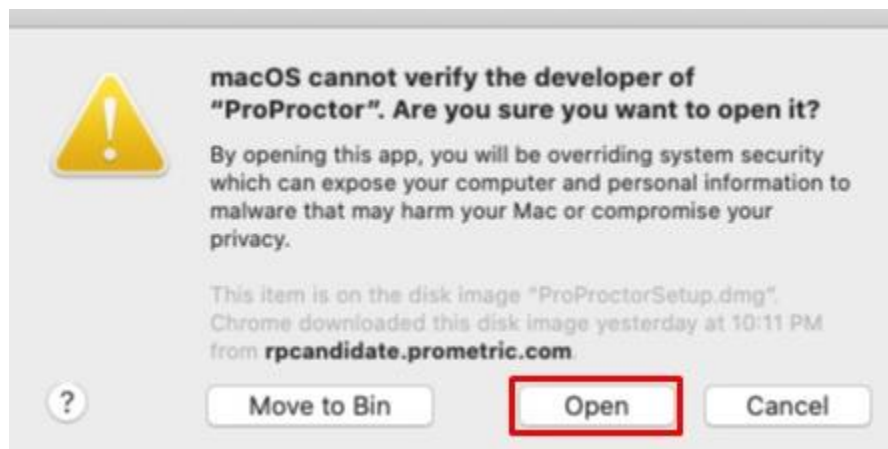 macOS cannot verify the developer of
“ProProctor”. Are you sure you want to open it?
By opening this app, you will be overriding system security
which can expose your computer and personal information to
malware that may harm your Mac or compromise your
privacy.
This item is on the disk image “ProProctorSetup.dmg”.
Chrome downloaded this disk image yesterday at 10:11 PM
from rpcandidate.prometric.com.
? Move to Bin Open Cancel